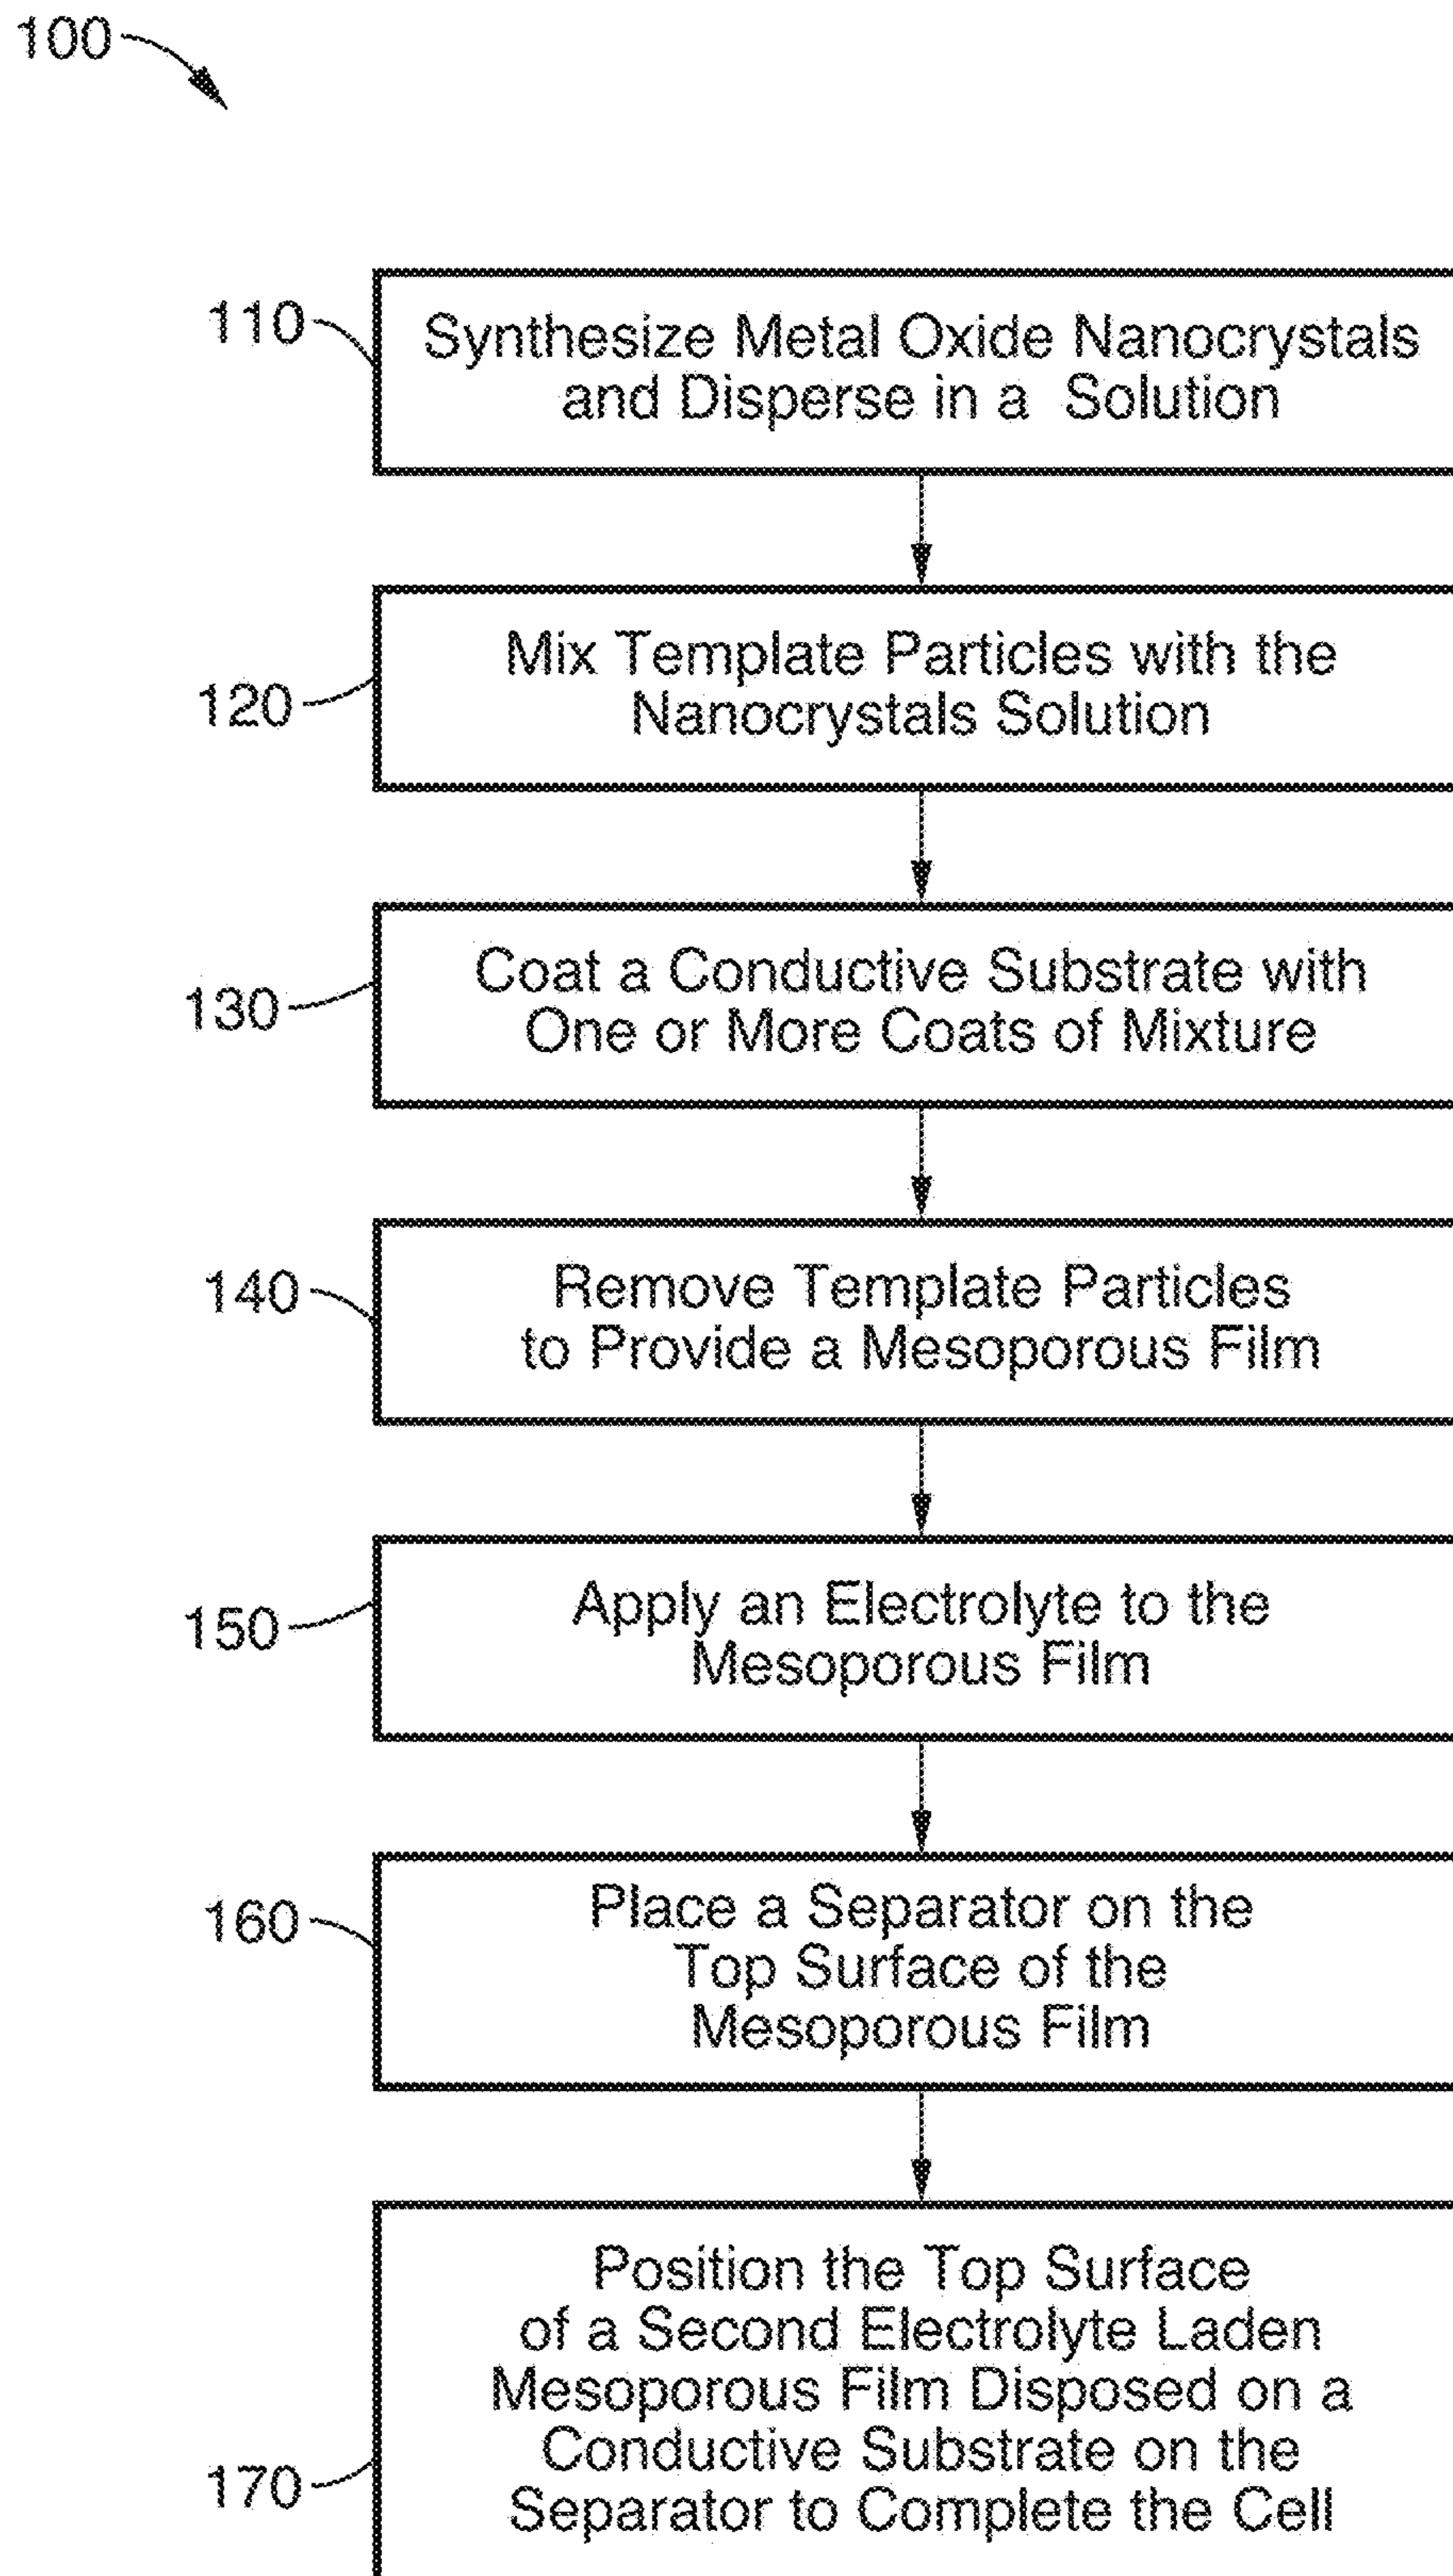 100
110
Synthesize Metal Oxide Nanocrystals
and Disperse in a Solution
120
Mix Template Particles with the
Nanocrystals Solution
130
Coat a Conductive Substrate with
One or More Coats of Mixture
140
Remove Template Particles
to Provide a Mesoporous Film
150
Apply an Electrolyte to the
Mesoporous Film
160
Place a Separator on the
Top Surface of the
Mesoporous Film
170
Position the Top Surface
of a Second Electrolyte Laden
Mesoporous Film Disposed on a
Conductive Substrate on the
Separator to Complete the Cell